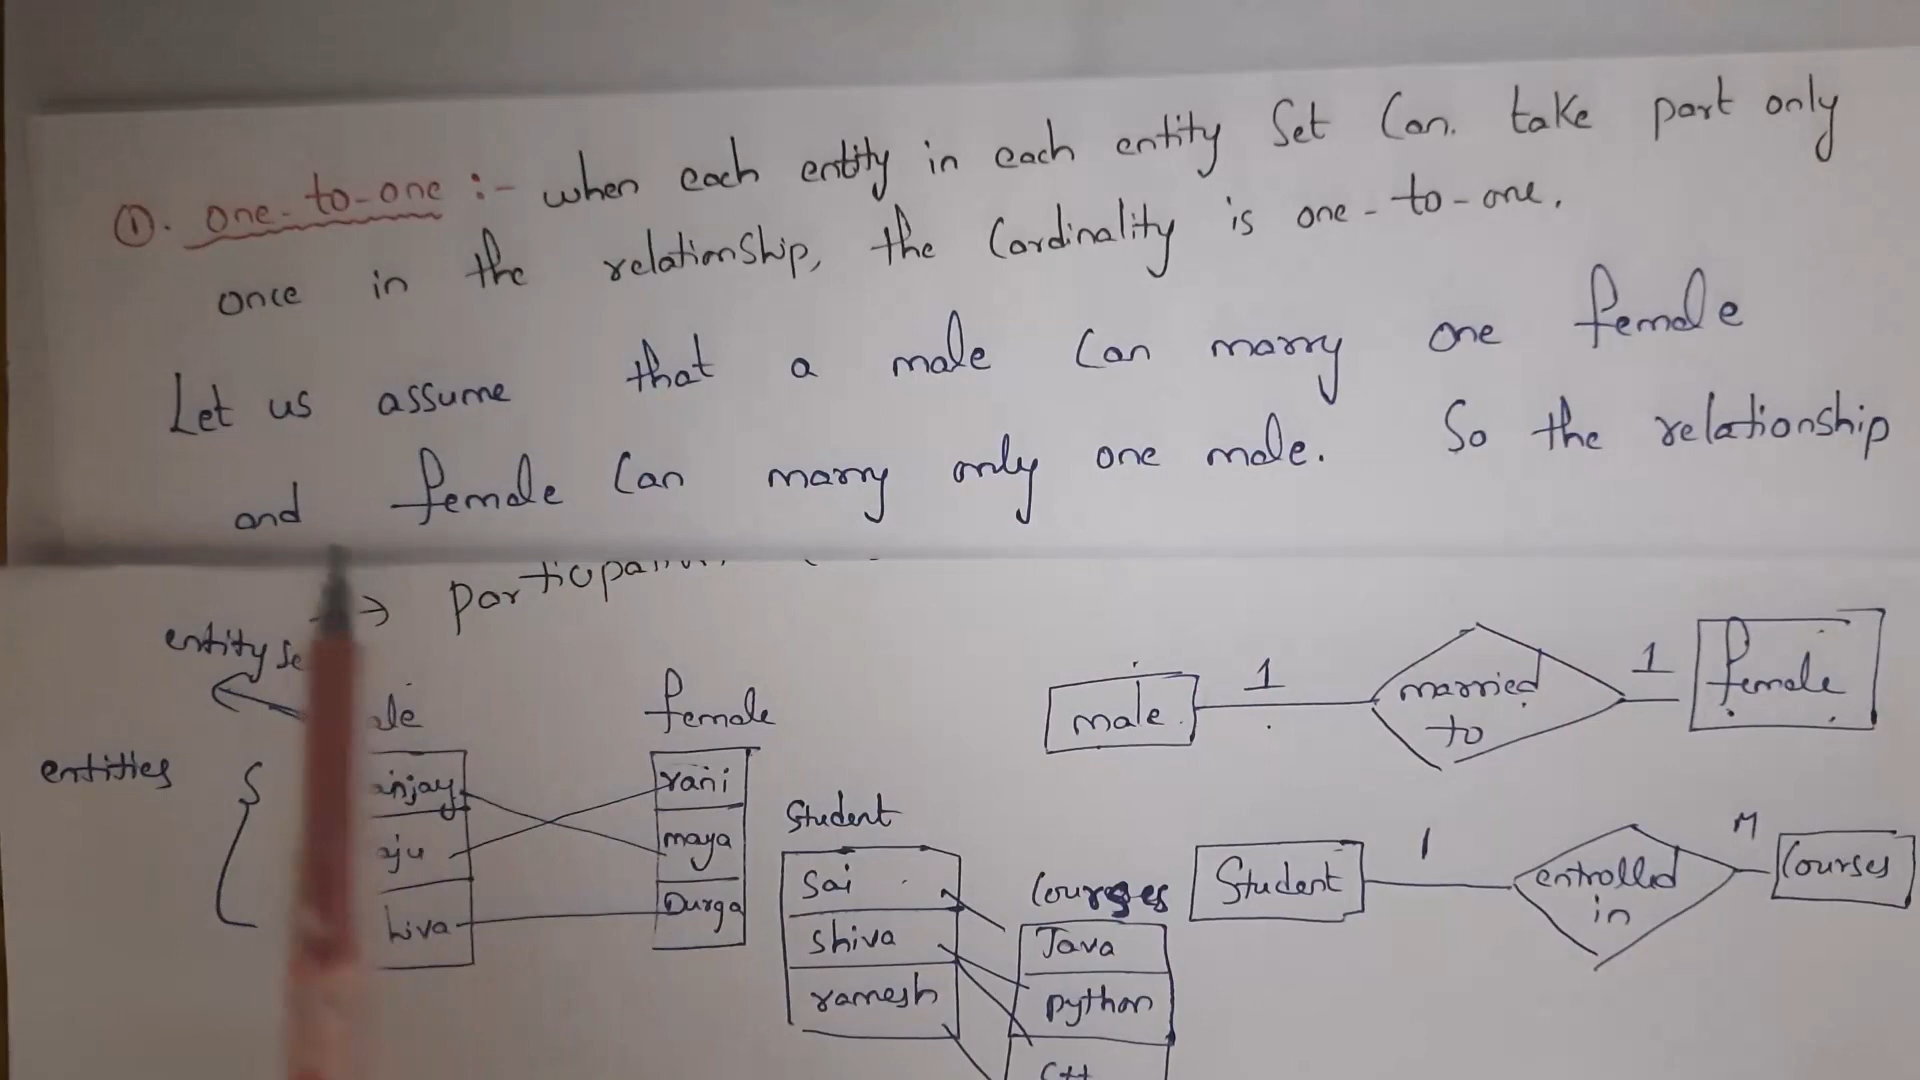 ①. one-to-one :- when each entity in each entity Set Can. take part only
once in the relationship, the Cardinality is one-to-one.
Let us assume that a male Can marry one female
and female Can marry only one male. So the relationship
→
entity
male. 1 married to 1 female
female
entities
rani
maya
Durga
Student
Sai
shiva
ramesh
Courses
Java
python
C++
Student 1 entrolled in M Courses